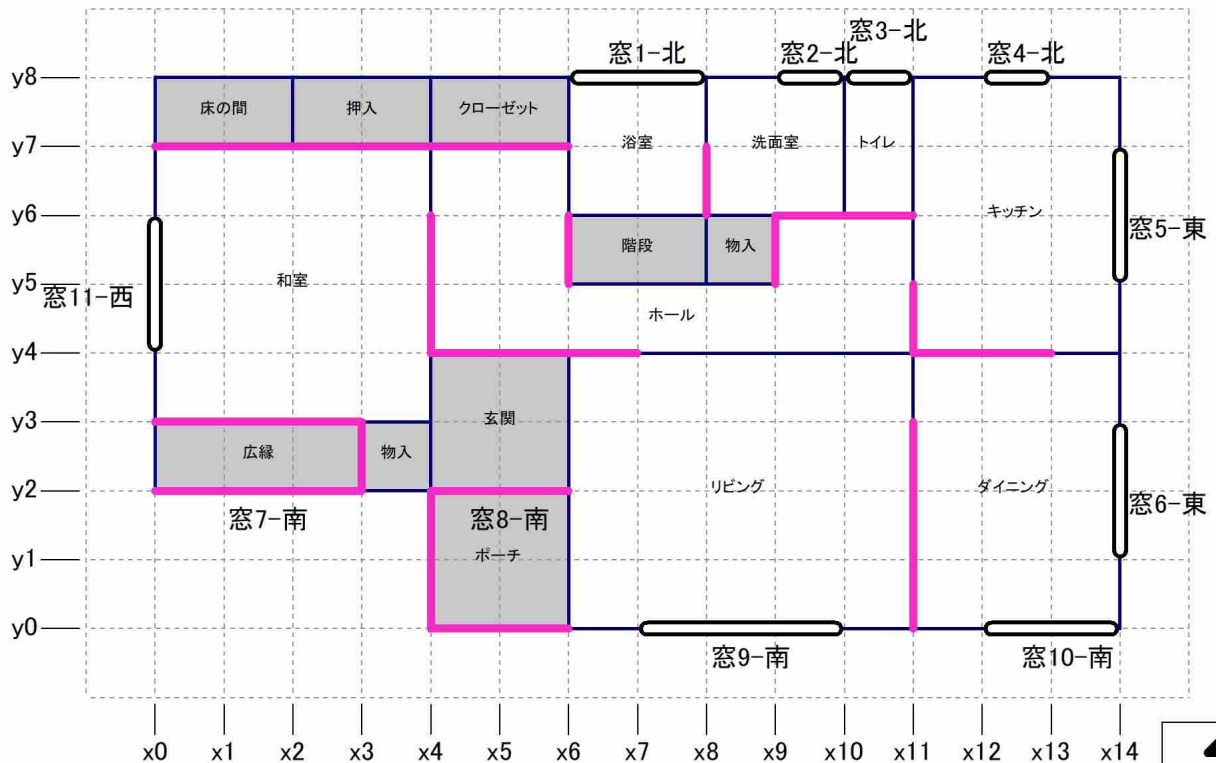 窓3-北
窓1-北
窓2-北
窓4-北
y8
床の間
押入
クローゼット
y7
浴室
洗面室
トイレ
y6
キッチン
窓5-東
階段
物入
和室
y5
窓11-西
ホール
y4
玄関
y3
広縁
物入
リビング
ダイニング
y2
窓6-東
窓7-南
窓8-南
ポーチ
y1
y0
窓9-南
窓10-南
x0 x1 x2 x3 x4 x5 x6 x7 x8 x9 x10 x11 x12 x13 x14